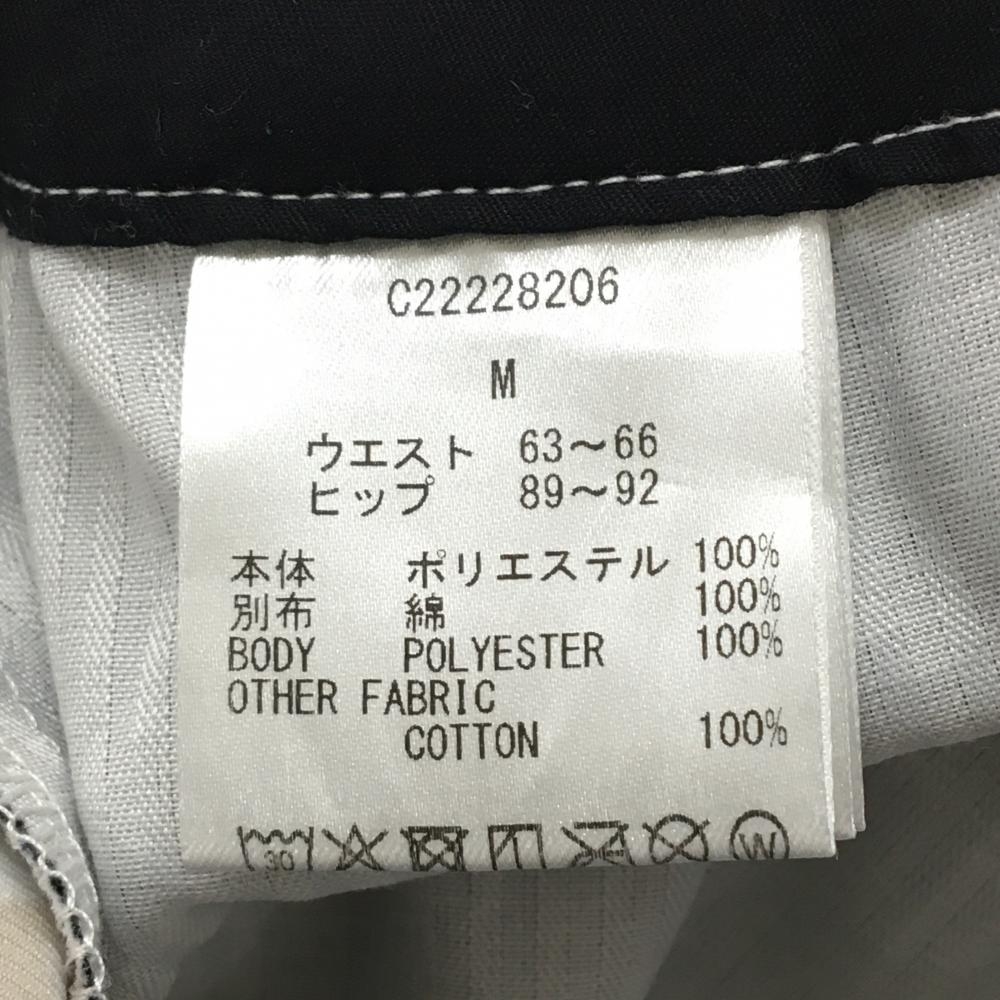 C22228206
M
ウエスト 63～66
ヒップ 89～92
本体 ポリエステル 100%
別布 綿 100%
BODY POLYESTER 100%
OTHER FABRIC
COTTON 100%
30 W